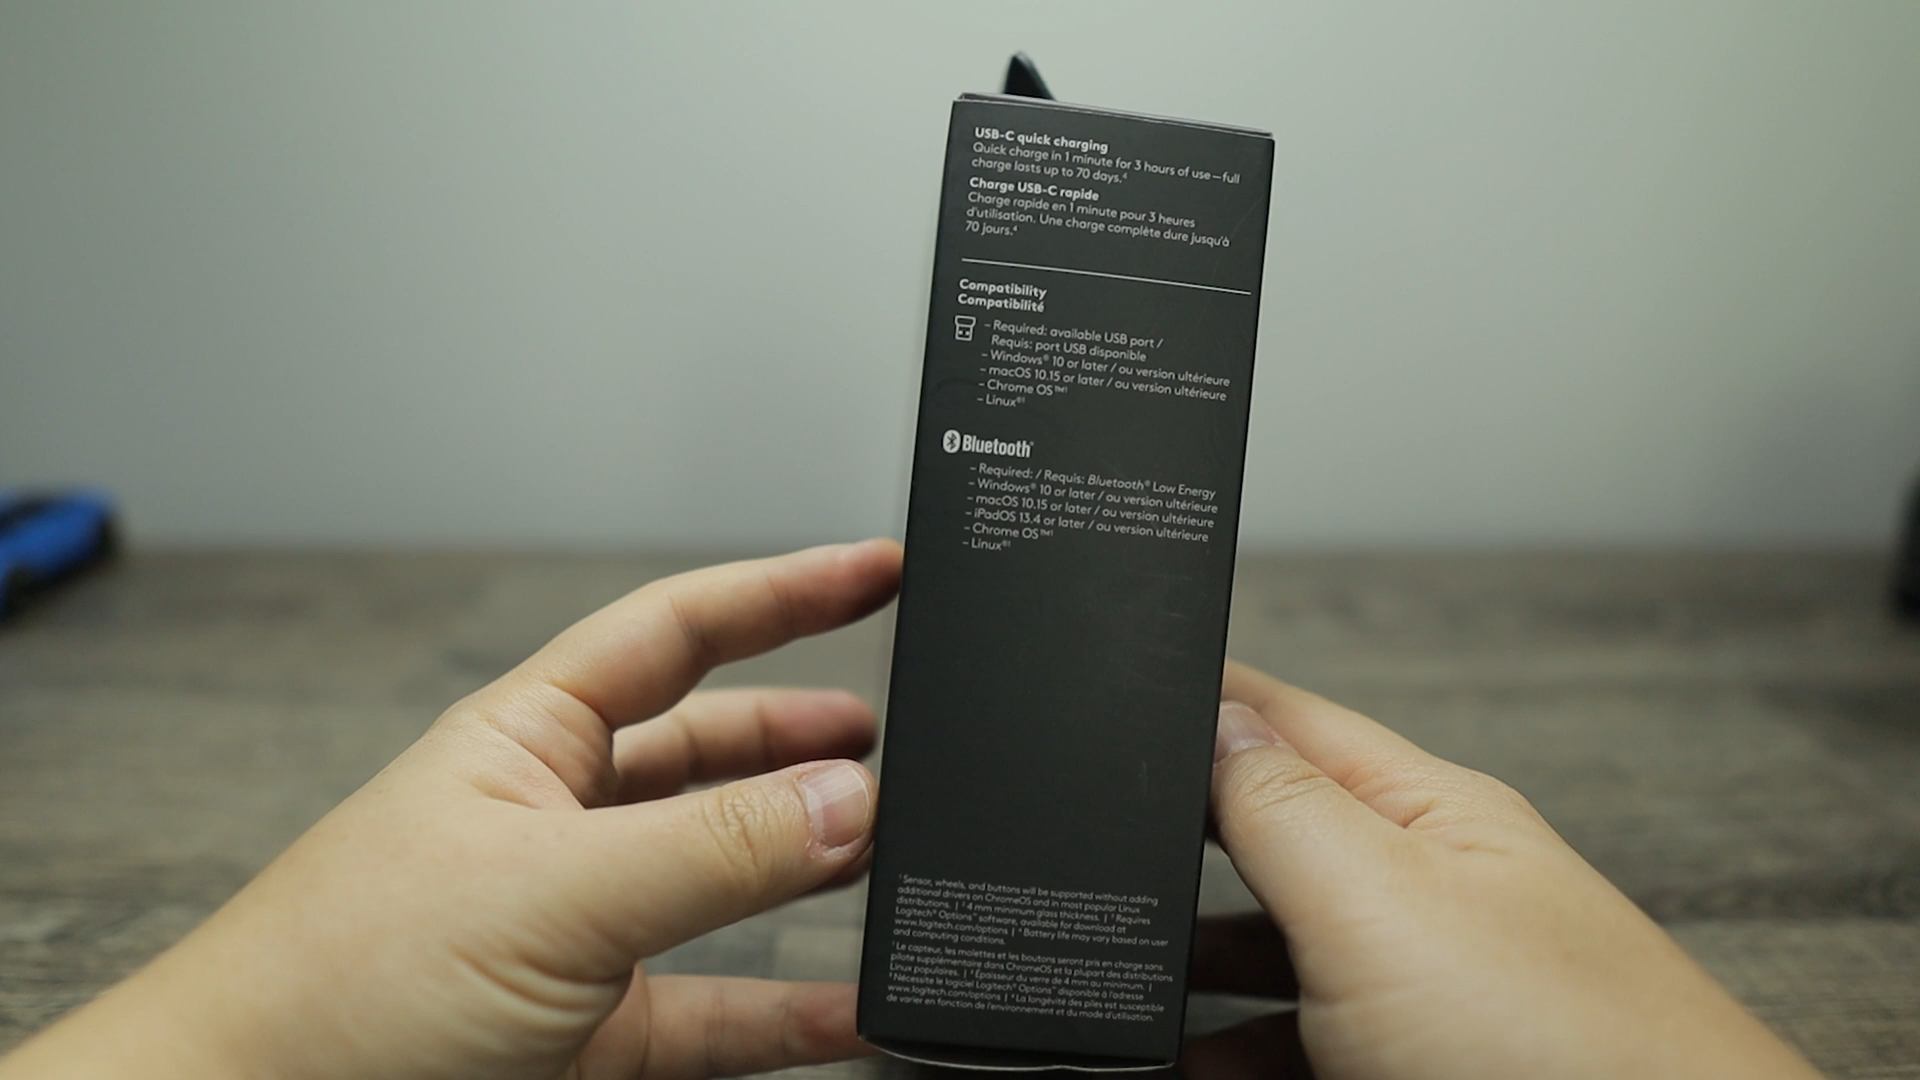 USB-C quick charging
Quick charge in 1 minute for 3 hours of use—full
charge lasts up to 70 days.⁴
Charge USB-C rapide
Charge rapide en 1 minute pour 3 heures
d'utilisation. Une charge complète dure jusqu'à
70 jours.⁴
Compatibility
Compatibilité
– Required: available USB port /
Requis: port USB disponible
– Windows® 10 or later / ou version ultérieure
– macOS 10.15 or later / ou version ultérieure
– Chrome OS™¹
– Linux®¹
Bluetooth®
– Required: / Requis: Bluetooth® Low Energy
– Windows® 10 or later / ou version ultérieure
– macOS 10.15 or later / ou version ultérieure
– iPadOS 13.4 or later / ou version ultérieure
– Chrome OS™¹
– Linux®¹
¹ Sensor, wheels, and buttons will be supported without adding
additional drivers on ChromeOS and in most popular Linux
distributions. | ² 4 mm minimum glass thickness. | ³ Requires
Logitech® Options™ software, available for download at
www.logitech.com/options | ⁴ Battery life may vary based on user
and computing conditions.
¹ Le capteur, les molettes et les boutons seront pris en charge sans
pilote supplémentaire dans ChromeOS et la plupart des distributions
Linux populaires. | ² Épaisseur du verre de 4 mm au minimum. |
³ Nécessite le logiciel Logitech® Options™ disponible à l'adresse
www.logitech.com/options | ⁴ La longévité des piles est susceptible
de varier en fonction de l'environnement et du mode d'utilisation.